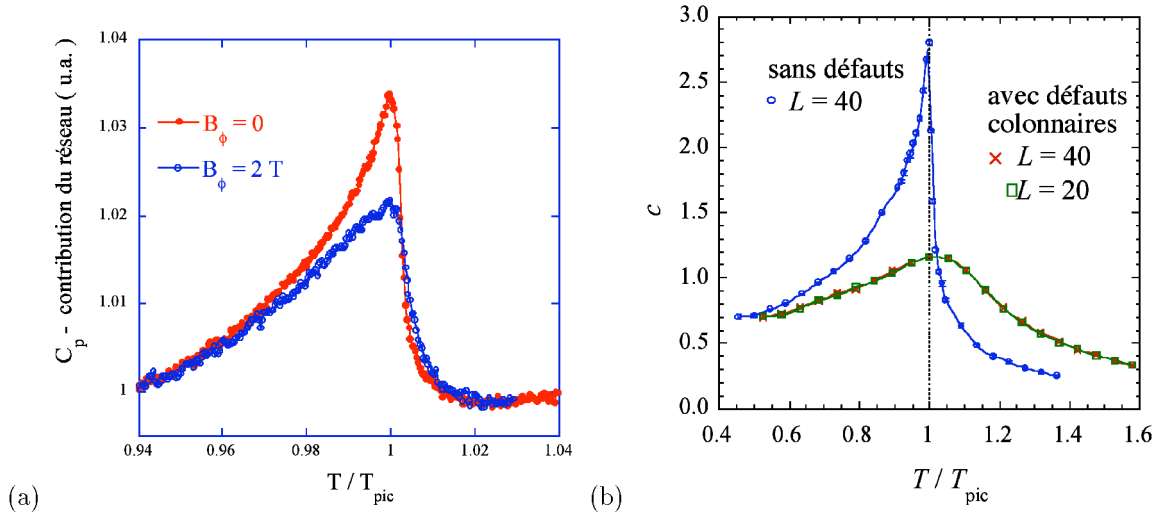 C_p - contribution du réseau ( u.a. )
1.04
1.03
1.02
1.01
1
B_ϕ = 0
B_ϕ = 2 T
0.94
0.96
0.98
1
1.02
1.04
T / T_pic
(a)
c
3.0
2.5
2.0
1.5
1.0
0.5
0.0
sans défauts
L = 40
avec défauts
colonnaires
L = 40
L = 20
0.4
0.6
0.8
1
1.2
1.4
1.6
T / T_pic
(b)